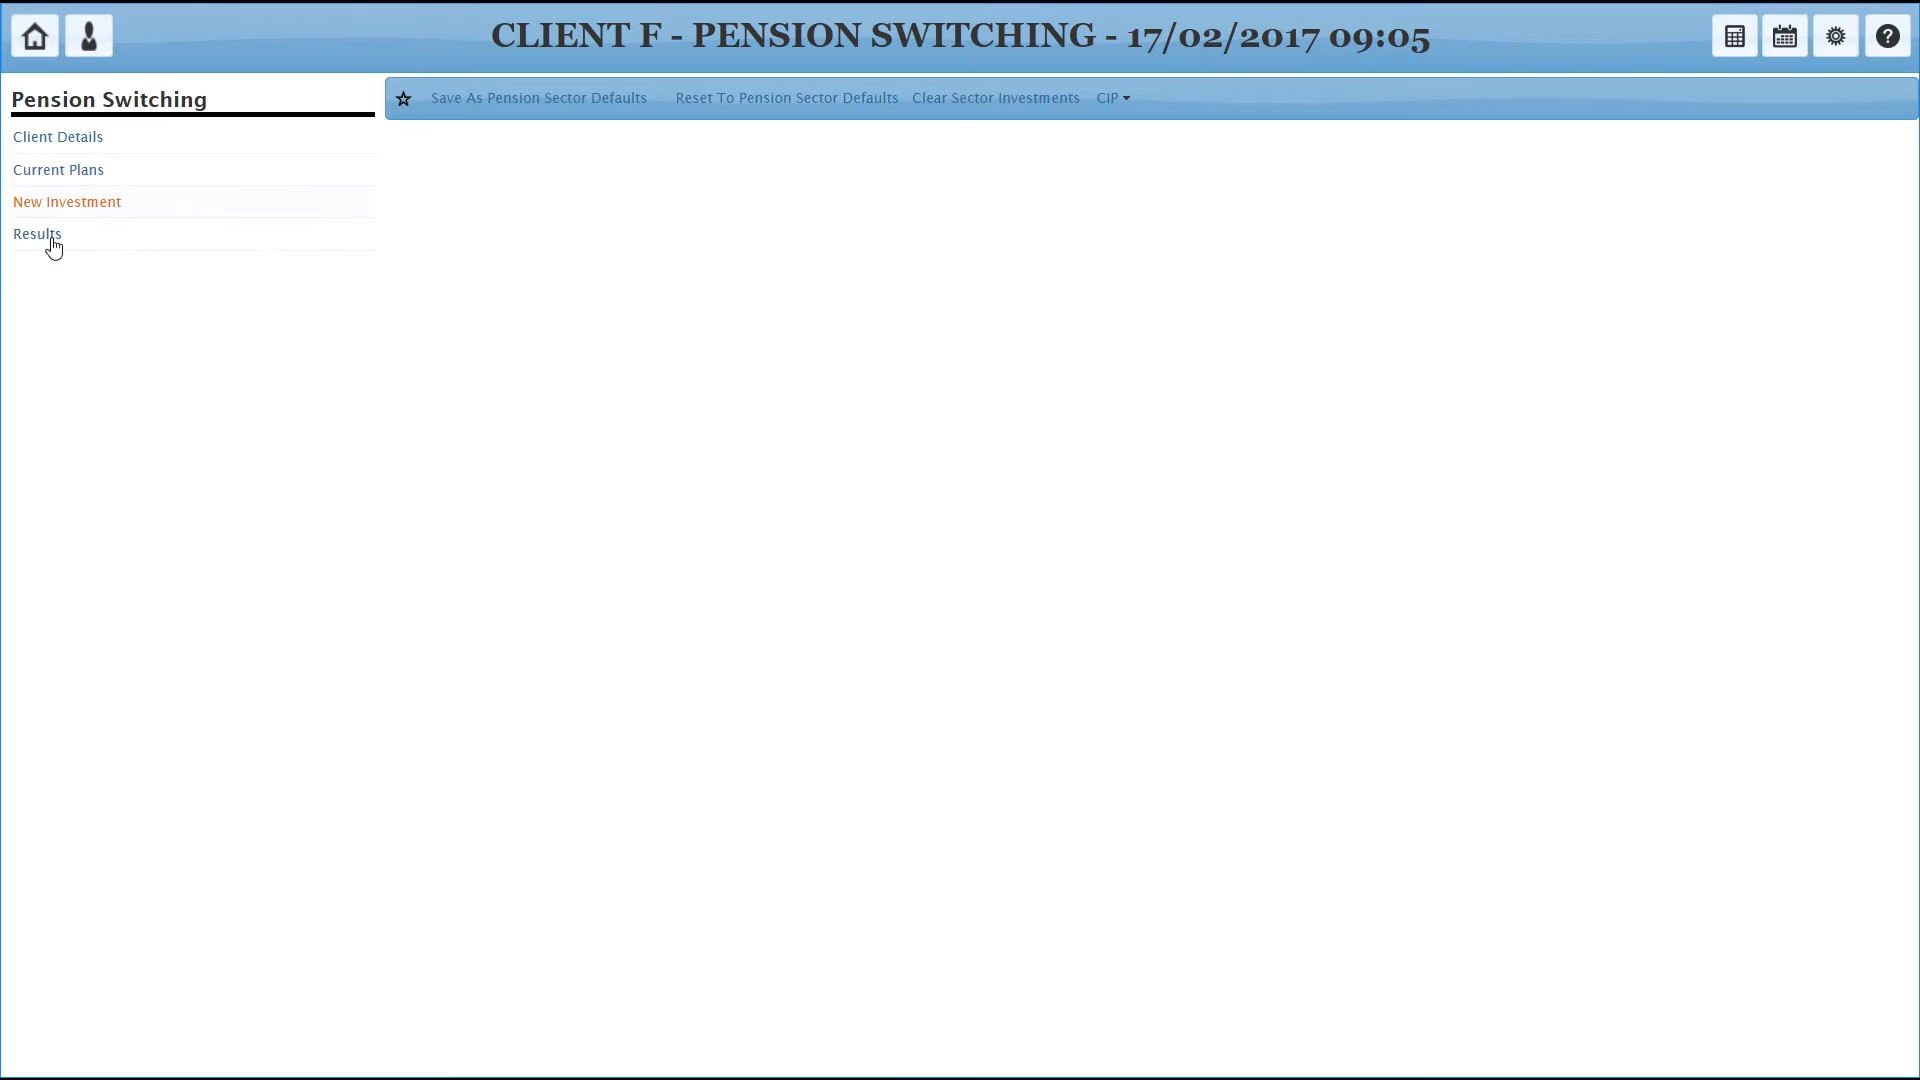 CLIENT F - PENSION SWITCHING - 17/02/2017 09:05
Pension Switching
Save As Pension Sector Defaults Reset To Pension Sector Defaults Clear Sector Investments CIP
Client Details
Current Plans
New Investment
Results